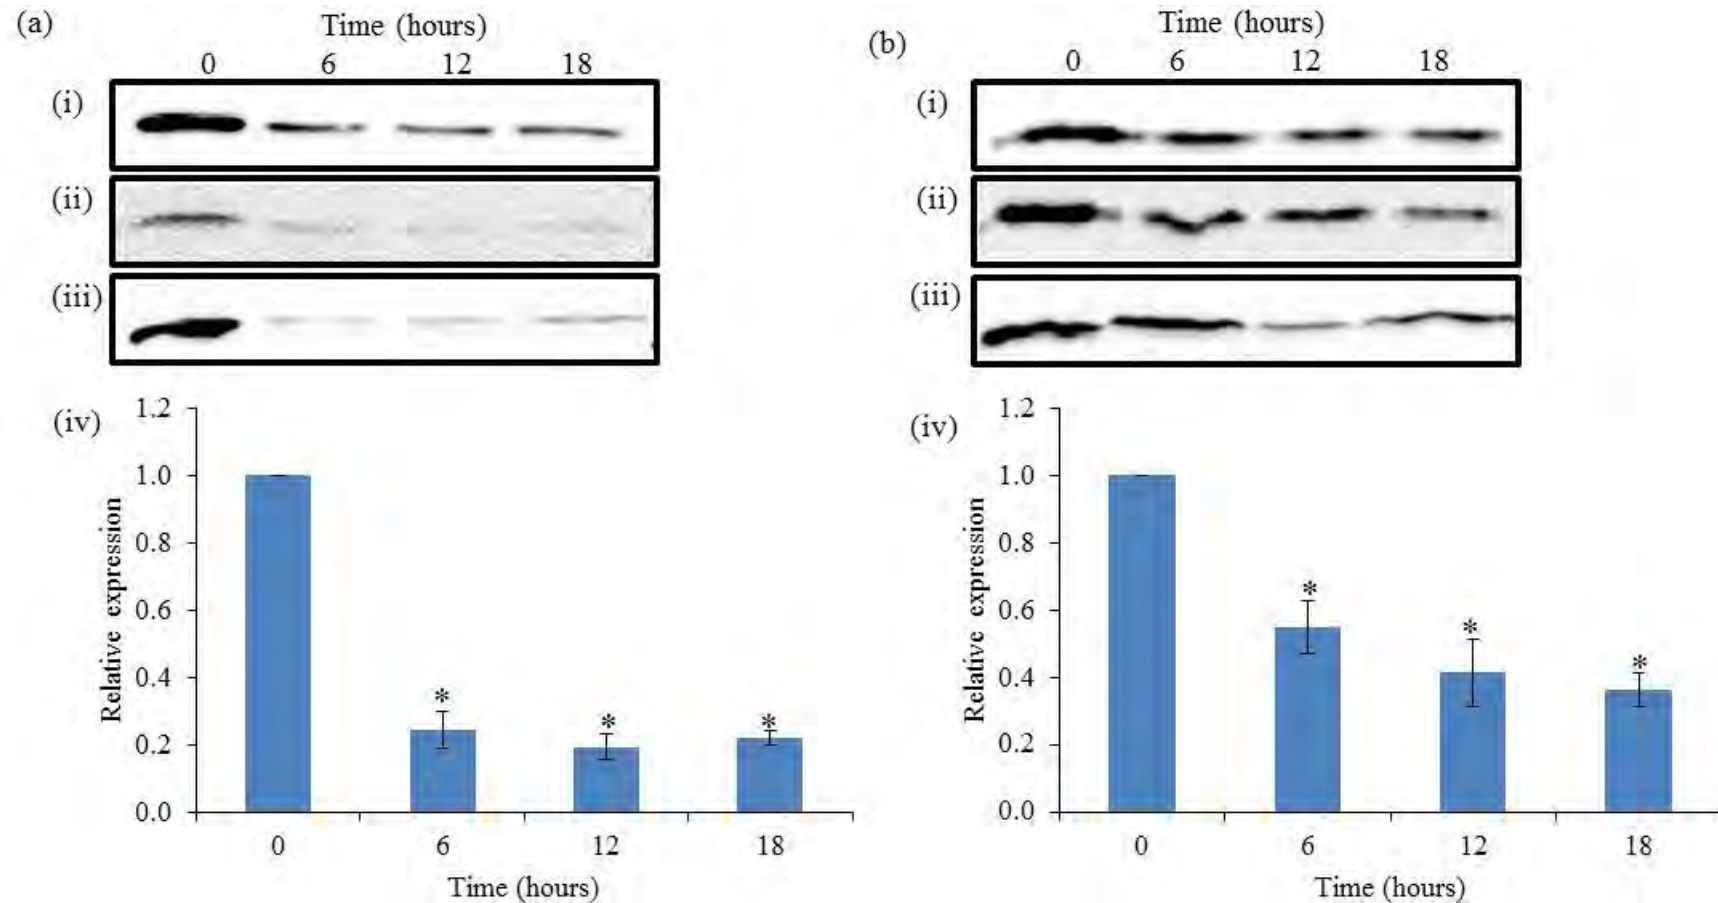 (a)
Time (hours)
0 6 12 18
(i)
(ii)
(iii)
(iv)
1.2
1.0
0.8
0.6
0.4
0.2
0.0
Relative expression
*
*
*
0 6 12 18
Time (hours)
(b)
Time (hours)
0 6 12 18
(i)
(ii)
(iii)
(iv)
1.2
1.0
0.8
0.6
0.4
0.2
0.0
Relative expression
*
*
*
0 6 12 18
Time (hours)